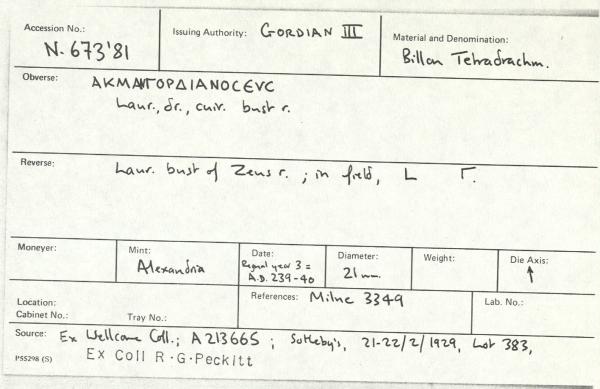 Accession No.:
N. 673'81
Issuing Authority: GORDIAN III
Material and Denomination:
Billon Tetradrachm.
Obverse: ΑΚΜΑΝΤΟΡΔΙΑΝΟϹЄVϹ
Laur., dr., cuir. bust r.
Reverse: Laur. bust of Zeus r.; in field, L Γ.
Moneyer:
Mint:
Alexandria
Date:
Regnal year 3 =
A.D. 239-40
Diameter:
21 mm.
Weight:
Die Axis:
↑
Location:
Cabinet No.: Tray No.:
References: Milne 3349
Lab. No.:
Source: Ex Wellcome Coll.; A213665; Sotheby's, 21-22/2/1929, Lot 383,
P55298 (S) Ex Coll R.G.Peckitt